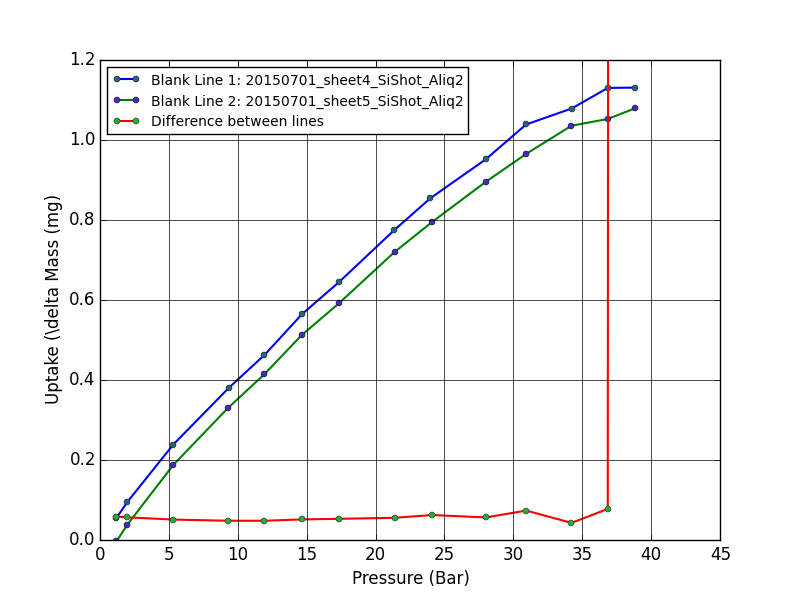 Blank Line 1: 20150701_sheet4_SiShot_Aliq2
Blank Line 2: 20150701_sheet5_SiShot_Aliq2
Difference between lines
1.2
1.0
0.8
0.6
0.4
0.2
0.0
Uptake (\delta Mass (mg)
0 5 10 15 20 25 30 35 40 45
Pressure (Bar)